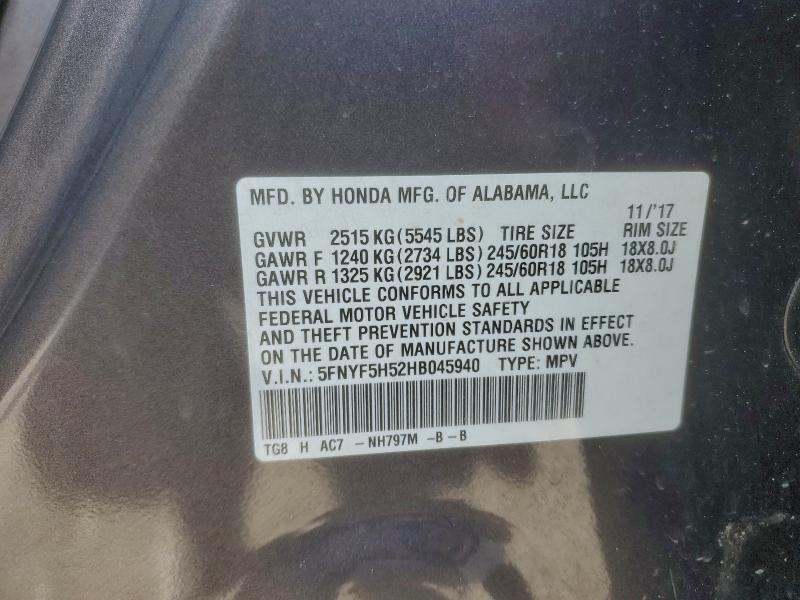 MFD. BY HONDA MFG. OF ALABAMA, LLC
11/'17
GVWR 2515 KG (5545 LBS) TIRE SIZE RIM SIZE
GAWR F 1240 KG (2734 LBS) 245/60R18 105H 18X8.0J
GAWR R 1325 KG (2921 LBS) 245/60R18 105H 18X8.0J
THIS VEHICLE CONFORMS TO ALL APPLICABLE
FEDERAL MOTOR VEHICLE SAFETY
AND THEFT PREVENTION STANDARDS IN EFFECT
ON THE DATE OF MANUFACTURE SHOWN ABOVE.
V.I.N.: 5FNYF5H52HB045940 TYPE: MPV
TG8 H AC7 -NH797M -B-B